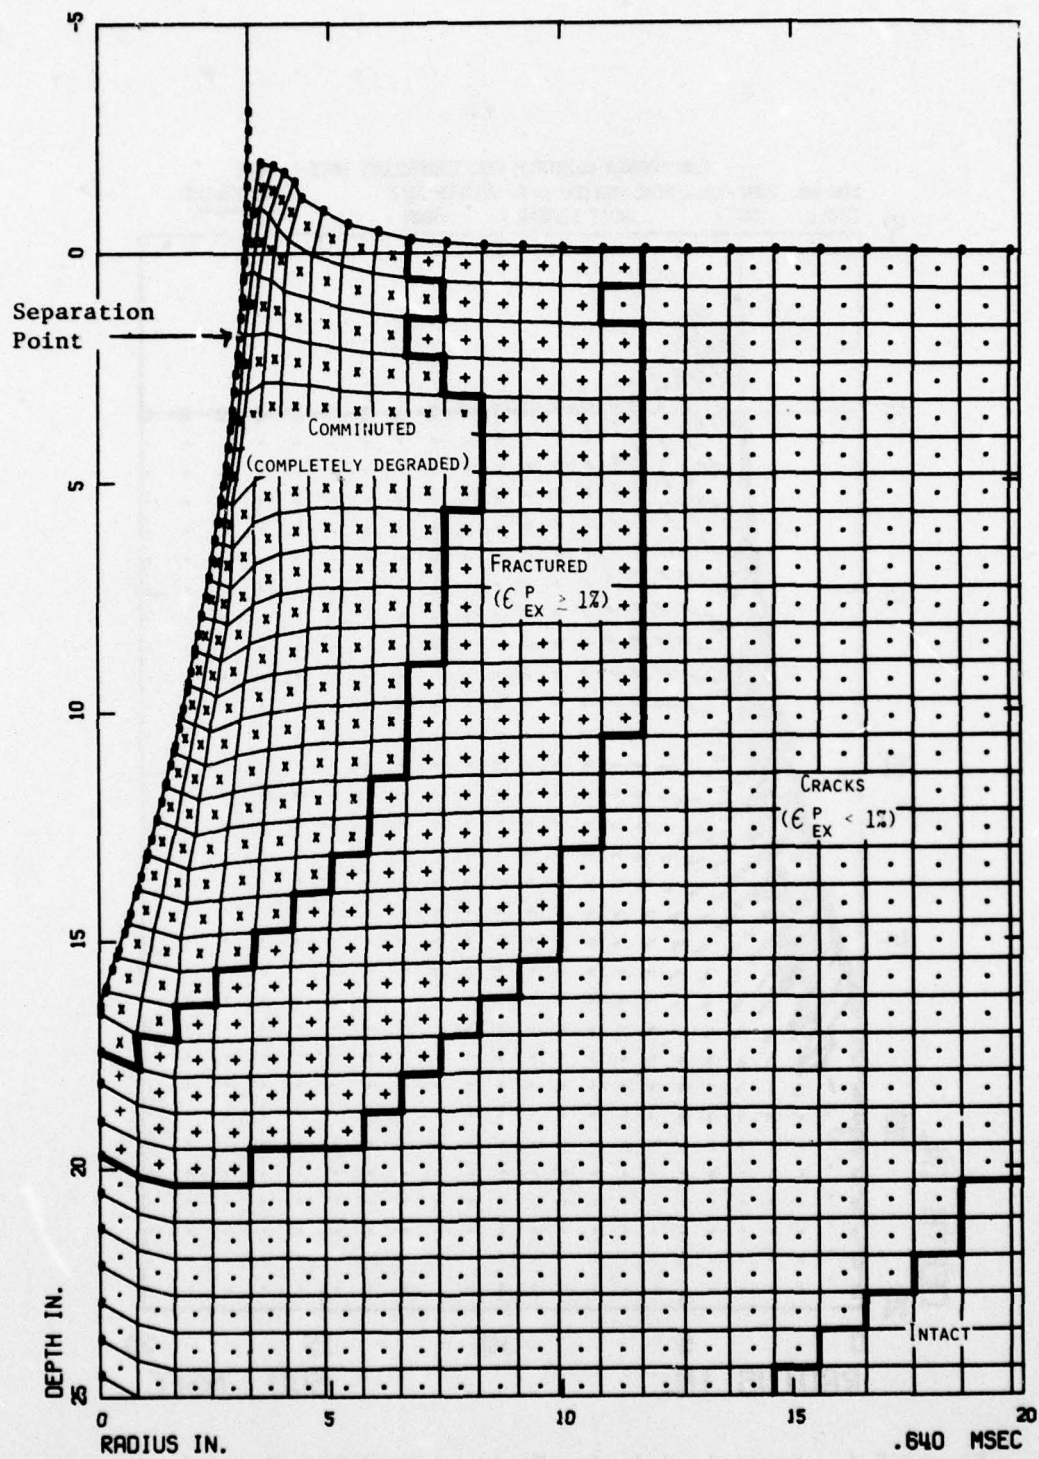 -5
0
Separation
Point
COMMINUTED
(COMPLETELY DEGRADED)
5
FRACTURED
(ϵ P EX ≥ 1%)
10
CRACKS
(ϵ P EX < 1%)
15
20
INTACT
DEPTH IN.
25
0 5 10 15 20
RADIUS IN. .640 MSEC